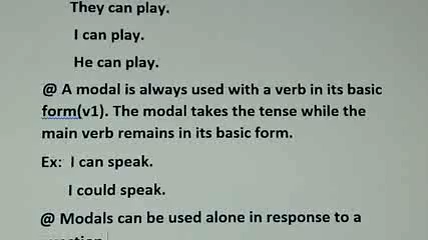 They can play.
I can play.
He can play.
@ A modal is always used with a verb in its basic
form(v1). The modal takes the tense while the
main verb remains in its basic form.
Ex: I can speak.
I could speak.
@ Modals can be used alone in response to a